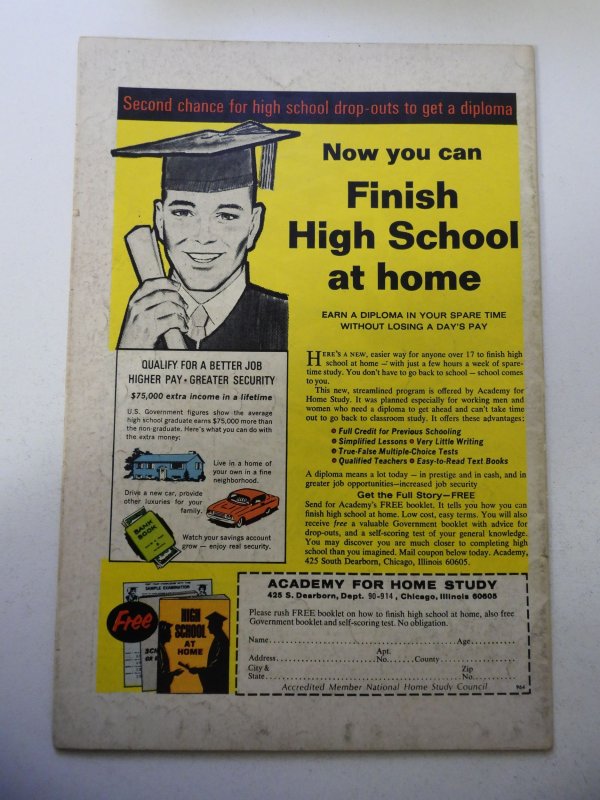 Second chance for high school drop-outs to get a diploma
Now you can
Finish
High School
at home
EARN A DIPLOMA IN YOUR SPARE TIME
WITHOUT LOSING A DAY'S PAY
QUALIFY FOR A BETTER JOB
HIGHER PAY • GREATER SECURITY
$75,000 extra income in a lifetime
U.S. Government figures show the average
high school graduate earns $75,000 more than
the non-graduate. Here's what you can do with
the extra money:
Live in a home of
your own in a fine
neighborhood.
Drive a new car, provide
other luxuries for your
family.
BANK
BOOK
Watch your savings account
grow — enjoy real security.
HERE'S A NEW, easier way for anyone over 17 to finish high
school at home — with just a few hours a week of spare-
time study. You don't have to go back to school — school comes
to you.
This new, streamlined program is offered by Academy for
Home Study. It was planned especially for working men and
women who need a diploma to get ahead and can't take time
out to go back to classroom study. It offers these advantages:
• Full Credit for Previous Schooling
• Simplified Lessons • Very Little Writing
• True-False Multiple-Choice Tests
• Qualified Teachers • Easy-to-Read Text Books
A diploma means a lot today — in prestige and in cash, and in
greater job opportunities—increased job security
Get the Full Story—FREE
Send for Academy's FREE booklet. It tells you how you can
finish high school at home. Low cost, easy terms. You will also
receive free a valuable Government booklet with advice for
drop-outs, and a self-scoring test of your general knowledge.
You may discover you are much closer to completing high
school than you imagined. Mail coupon below today. Academy,
425 South Dearborn, Chicago, Illinois 60605.
Free
SAMPLE EXAMINATION
HIGH
SCHOOL
AT
HOME
ACADEMY FOR HOME STUDY
425 S. Dearborn, Dept. 90-914, Chicago, Illinois 60605
Please rush FREE booklet on how to finish high school at home, also free
Government booklet and self-scoring test. No obligation.
Name Age
Address Apt. No. County
City & State Zip No.
Accredited Member National Home Study Council 964